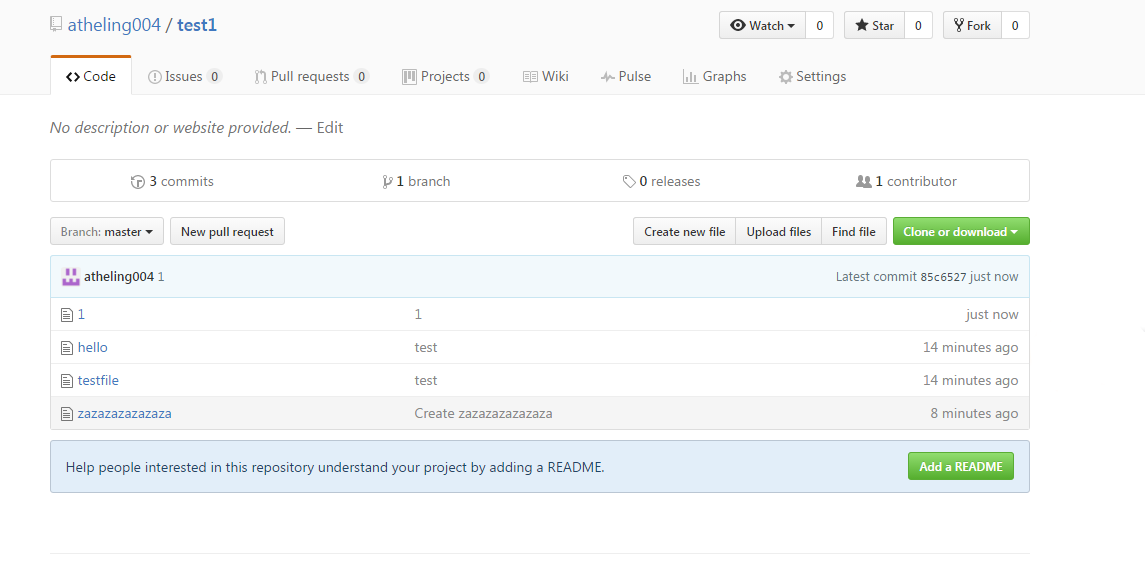 atheling004 / test1 Watch 0 Star 0 Fork 0
Code Issues 0 Pull requests 0 Projects 0 Wiki Pulse Graphs Settings
No description or website provided. — Edit
3 commits 1 branch 0 releases 1 contributor
Branch: master New pull request Create new file Upload files Find file Clone or download
atheling004 1 Latest commit 85c6527 just now
1 1 just now
hello test 14 minutes ago
testfile test 14 minutes ago
zazazazazazaza Create zazazazazazaza 8 minutes ago
Help people interested in this repository understand your project by adding a README. Add a README